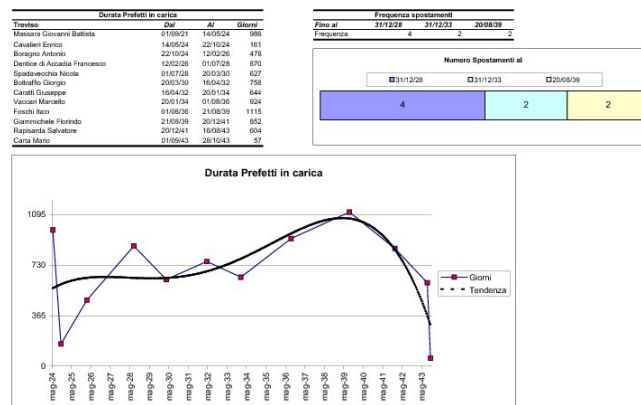 Durata Prefetti in carica
Treviso Dal Al Giorni
Massara Giovanni Battista 01/09/21 14/05/24 986
Cavalieri Enrico 14/05/24 22/10/24 161
Boragno Antonio 22/10/24 12/02/26 478
Dentice di Accadia Francesco 12/02/26 01/07/28 870
Spadavecchia Nicola 01/07/28 20/03/30 627
Boltraffio Giorgio 20/03/30 16/04/32 758
Caratti Giuseppe 16/04/32 20/01/34 644
Vaccari Marcello 20/01/34 01/08/36 924
Foschi Italo 01/08/36 21/08/39 1115
Giammichele Florindo 21/08/39 20/12/41 852
Rapisarda Salvatore 20/12/41 16/08/43 604
Carta Mario 01/09/43 28/10/43 57
Frequenza spostamenti
Fino al 31/12/28 31/12/33 20/08/39
Frequenza 4 2 2
Numero Spostamenti al
31/12/28 31/12/33 20/08/39
4 2 2
Durata Prefetti in carica
1095
730
365
0
Giorni
Tendenza
mag-24 mag-25 mag-26 mag-27 mag-28 mag-29 mag-30 mag-31 mag-32 mag-33 mag-34 mag-35 mag-36 mag-37 mag-38 mag-39 mag-40 mag-41 mag-42 mag-43